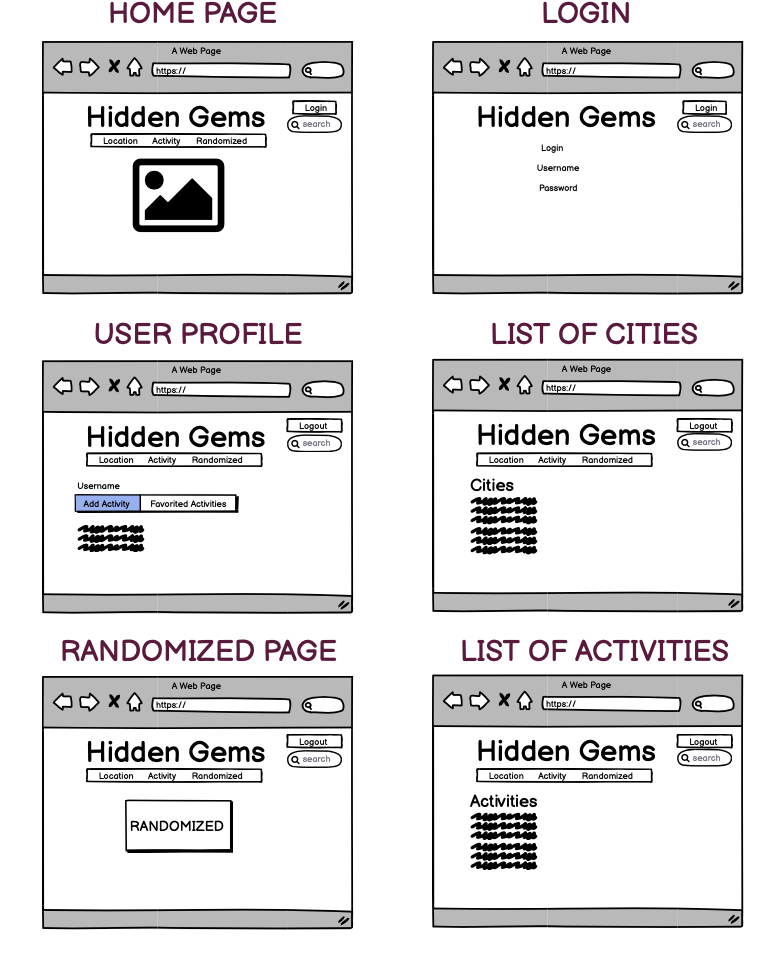 HOME PAGE
A Web Page
https://
Hidden Gems
Login
search
Location Activity Randomized
LOGIN
A Web Page
https://
Hidden Gems
Login
search
Login
Username
Password
USER PROFILE
A Web Page
https://
Hidden Gems
Logout
search
Location Activity Randomized
Username
Add Activity Favorited Activities
LIST OF CITIES
A Web Page
https://
Hidden Gems
Logout
search
Location Activity Randomized
Cities
RANDOMIZED PAGE
A Web Page
https://
Hidden Gems
Logout
search
Location Activity Randomized
RANDOMIZED
LIST OF ACTIVITIES
A Web Page
https://
Hidden Gems
Logout
search
Location Activity Randomized
Activities